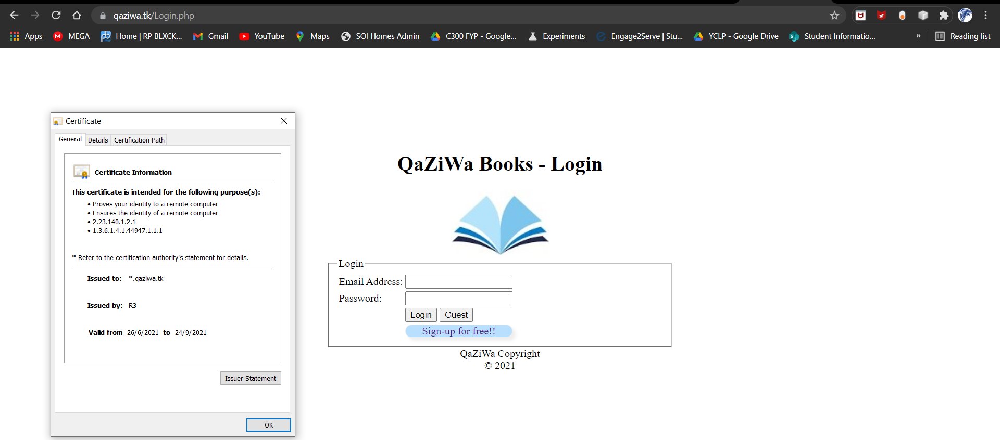 qaziwa.tk/Login.php
Apps MEGA Home | RP BLXCK... Gmail YouTube Maps SOI Homes Admin C300 FYP - Google... Experiments Engage2Serve | Stu... YCLP - Google Drive Student Informatio... » Reading list
Certificate
General Details Certification Path
Certificate Information
This certificate is intended for the following purpose(s):
• Proves your identity to a remote computer
• Ensures the identity of a remote computer
• 2.23.140.1.2.1
• 1.3.6.1.4.1.44947.1.1.1
* Refer to the certification authority's statement for details.
Issued to: *.qaziwa.tk
Issued by: R3
Valid from 26/6/2021 to 24/9/2021
Issuer Statement
OK
QaZiWa Books - Login
Login
Email Address:
Password:
Login Guest
Sign-up for free!!
QaZiWa Copyright
© 2021